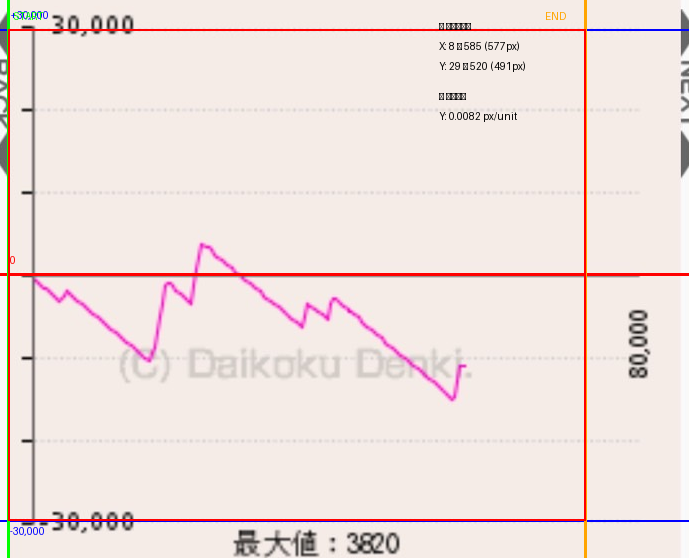 +30,000
30,000
END
X: 8 585 (577px)
Y: 29 520 (491px)
Y: 0.0082 px/unit
BACK
NEXT
0
80,000
(C) Daikoku Denki.
-30,000
-30,000
最大値：3820